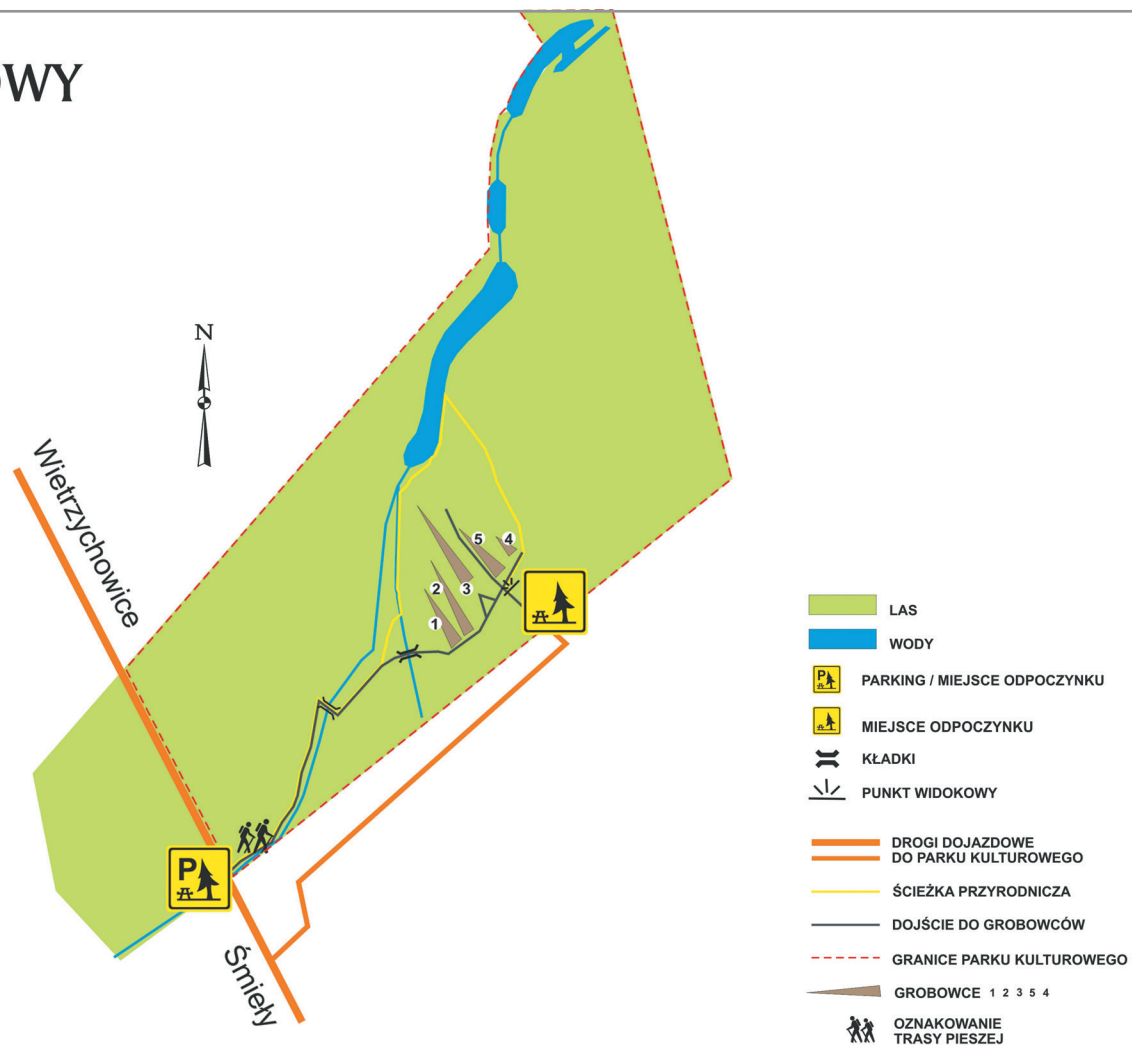 OWY
N
Wietrzychowice
5
4
2
3
1
P
Śmieły
LAS
WODY
P
PARKING / MIEJSCE ODPOCZYNKU
MIEJSCE ODPOCZYNKU
KŁADKI
PUNKT WIDOKOWY
DROGI DOJAZDOWE
DO PARKU KULTUROWEGO
ŚCIEŻKA PRZYRODNICZA
DOJŚCIE DO GROBOWCÓW
GRANICE PARKU KULTUROWEGO
GROBOWCE 1 2 3 5 4
OZNAKOWANIE
TRASY PIESZEJ